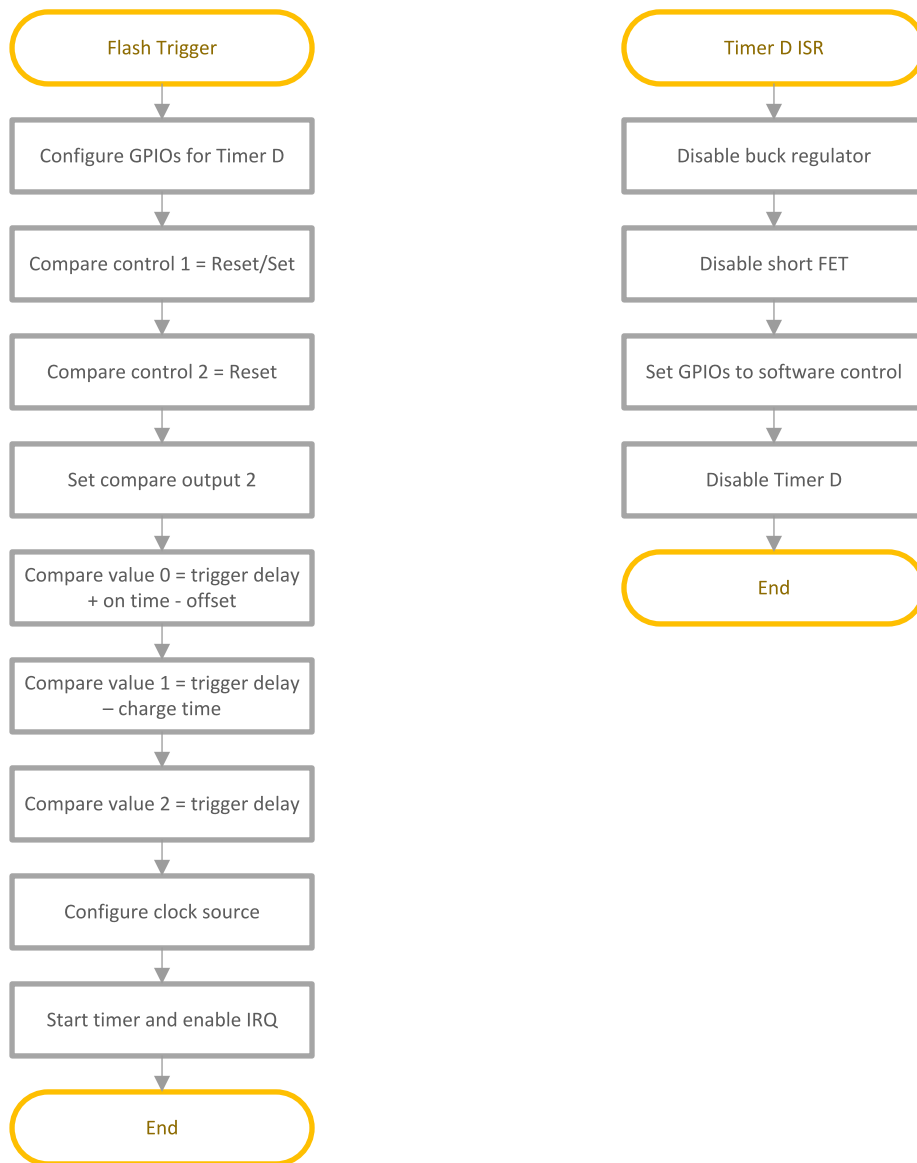 Flash Trigger
Configure GPIOs for Timer D
Compare control 1 = Reset/Set
Compare control 2 = Reset
Set compare output 2
Compare value 0 = trigger delay
+ on time - offset
Compare value 1 = trigger delay
– charge time
Compare value 2 = trigger delay
Configure clock source
Start timer and enable IRQ
End
Timer D ISR
Disable buck regulator
Disable short FET
Set GPIOs to software control
Disable Timer D
End